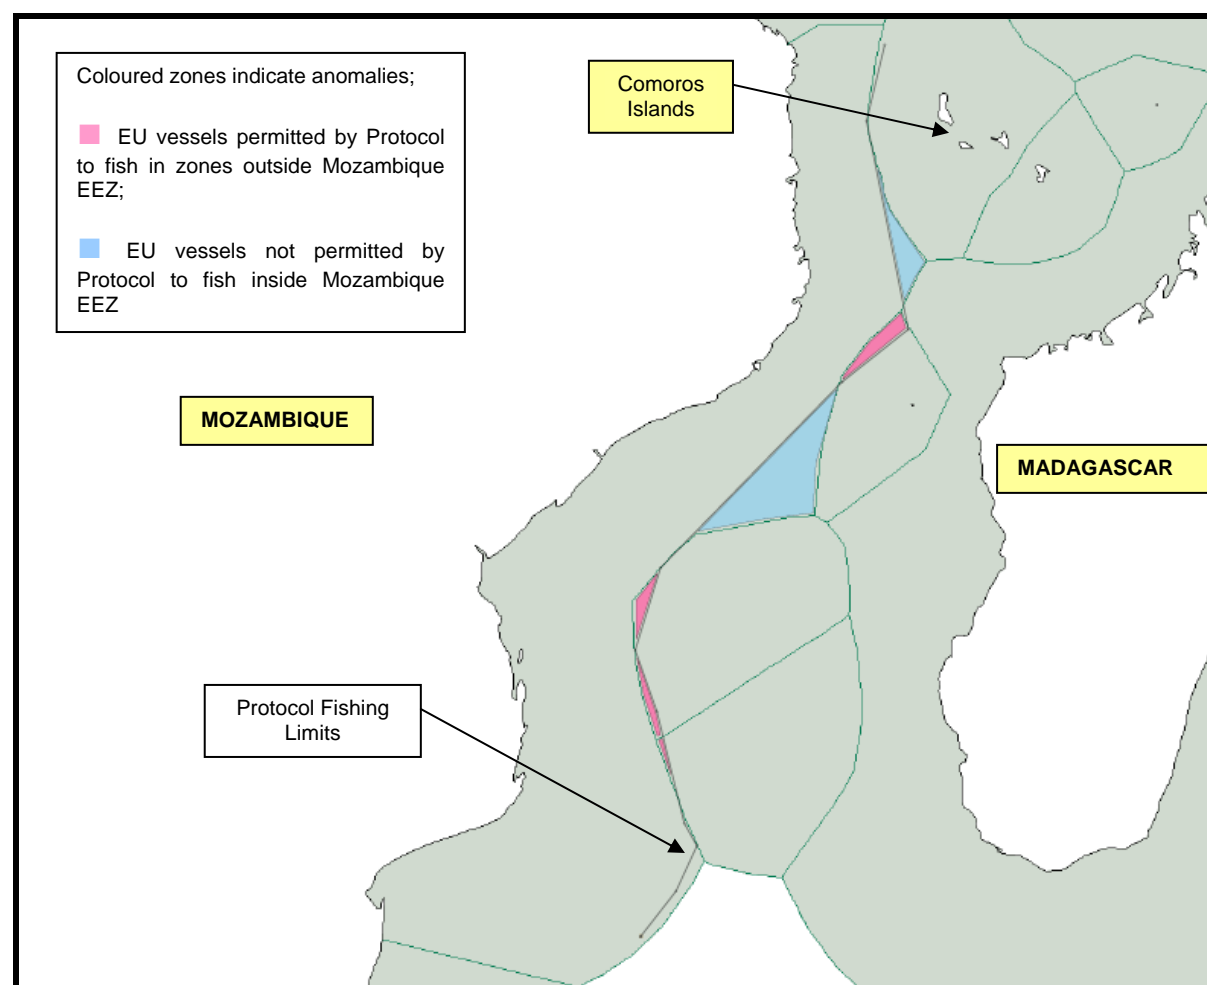 Coloured zones indicate anomalies;
EU vessels permitted by Protocol
to fish in zones outside Mozambique
EEZ;
EU vessels not permitted by
Protocol to fish inside Mozambique
EEZ
Comoros
Islands
MOZAMBIQUE
MADAGASCAR
Protocol Fishing
Limits